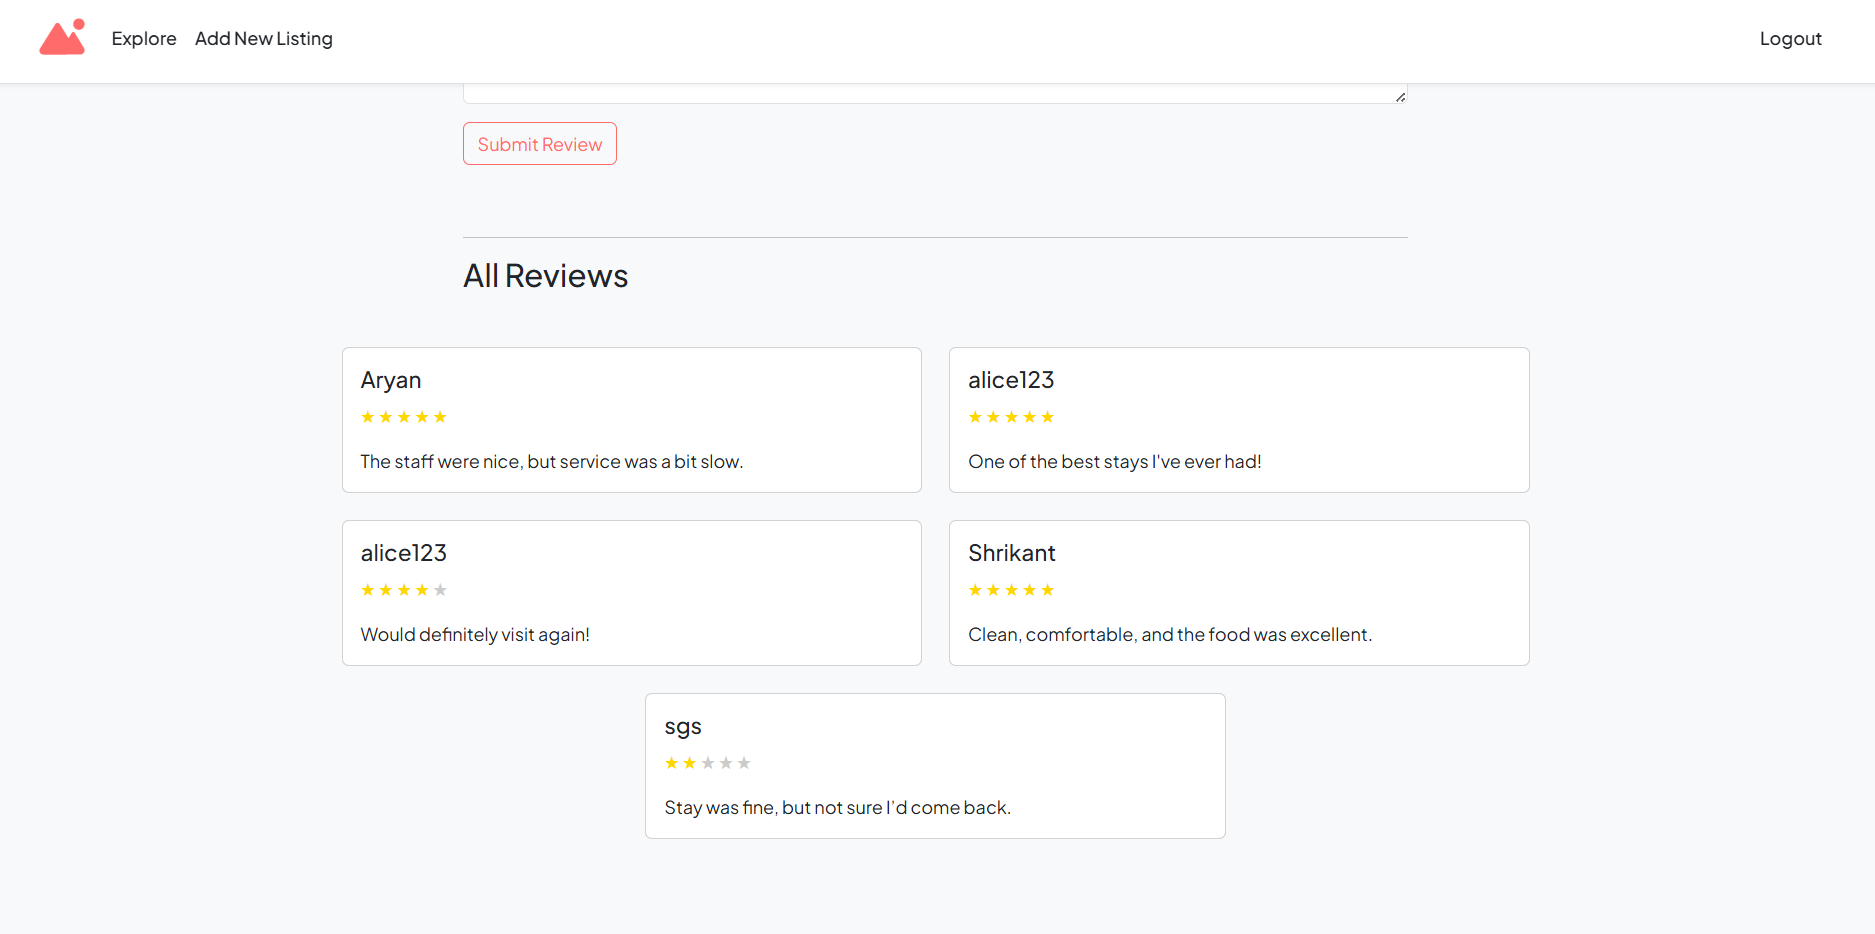 Explore Add New Listing Logout
Submit Review
All Reviews
Aryan
★★★★★
The staff were nice, but service was a bit slow.
alice123
★★★★★
One of the best stays I've ever had!
alice123
★★★★★
Would definitely visit again!
Shrikant
★★★★★
Clean, comfortable, and the food was excellent.
sgs
★★★★★
Stay was fine, but not sure I’d come back.